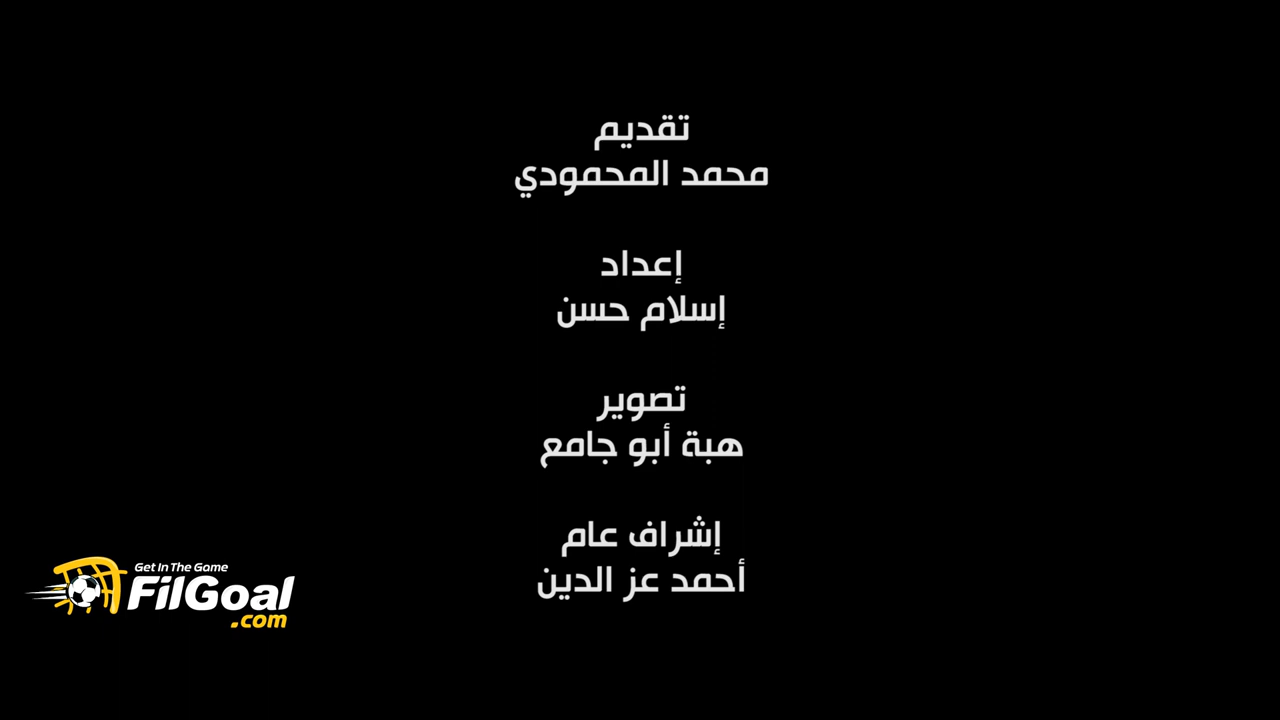 تقديم
محمد المحمودي
إعداد
إسلام حسن
تصوير
هبة أبو جامع
إشراف عام
أحمد عز الدين
Get In The Game
FilGoal
.com